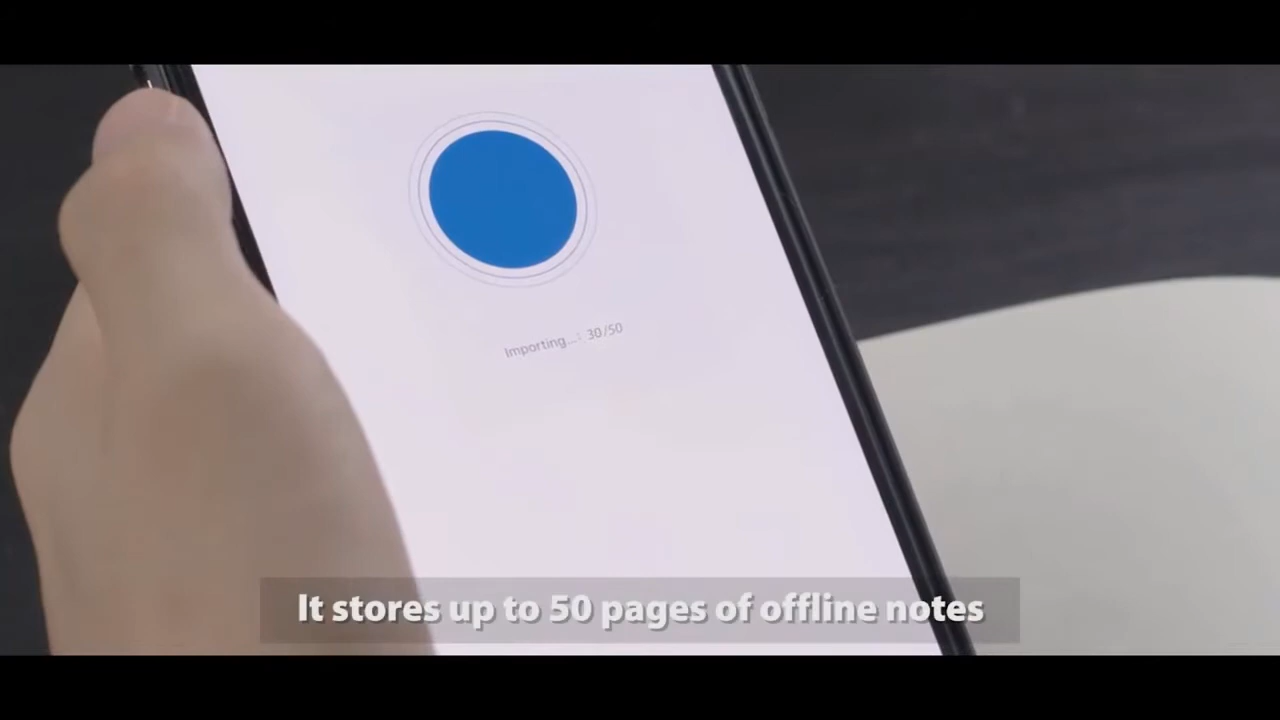 Importing...: 30/50
It stores up to 50 pages of offline notes